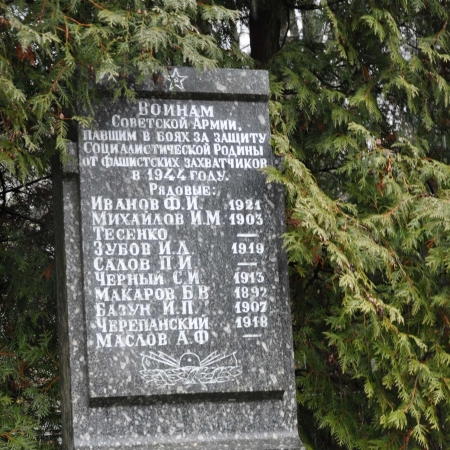 Воинам
Советской Армии,
павшим в боях за защиту
Социалистической Родины
от фашистских захватчиков
в 1944 году.
Рядовые:
Иванов Ф.И. 1921
Михайлов И.М 1903
Тесенко —
Зубов И.Л. 1919
Салов П.И. —
Черный С.И 1913
Макаров Б.В 1892
Базун И.П. 1907
Черепанский 1918
Маслов А.Ф —